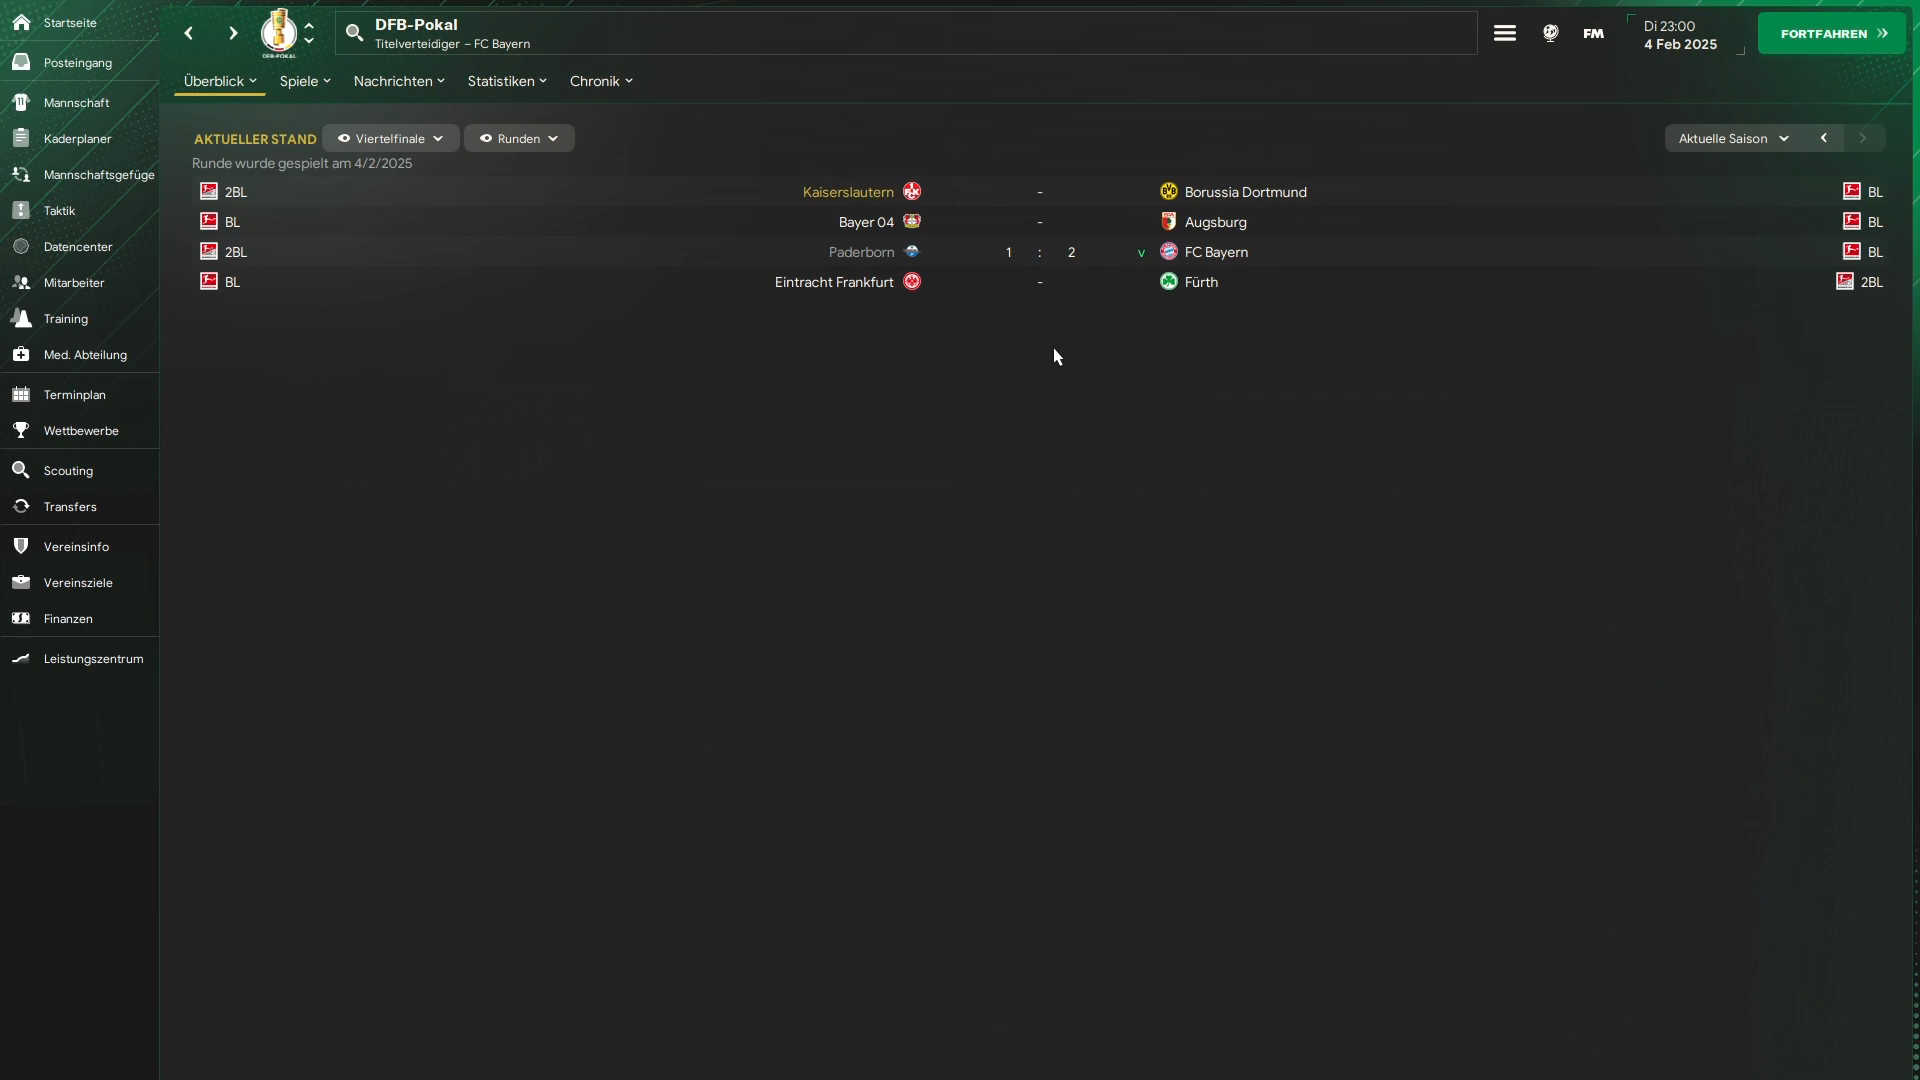 Startseite
Posteingang
Mannschaft
Kaderplaner
Mannschaftsgefüge
Taktik
Datencenter
Mitarbeiter
Training
Med. Abteilung
Terminplan
Wettbewerbe
Scouting
Transfers
Vereinsinfo
Vereinsziele
Finanzen
Leistungszentrum
DFB-POKAL
DFB-Pokal
Titelverteidiger – FC Bayern
FM
Di 23:00
4 Feb 2025
FORTFAHREN
Überblick Spiele Nachrichten Statistiken Chronik
AKTUELLER STAND Viertelfinale Runden Aktuelle Saison
Runde wurde gespielt am 4/2/2025
2BL Kaiserslautern - Borussia Dortmund BL
BL Bayer 04 - Augsburg BL
2BL Paderborn 1 : 2 v FC Bayern BL
BL Eintracht Frankfurt - Fürth 2BL